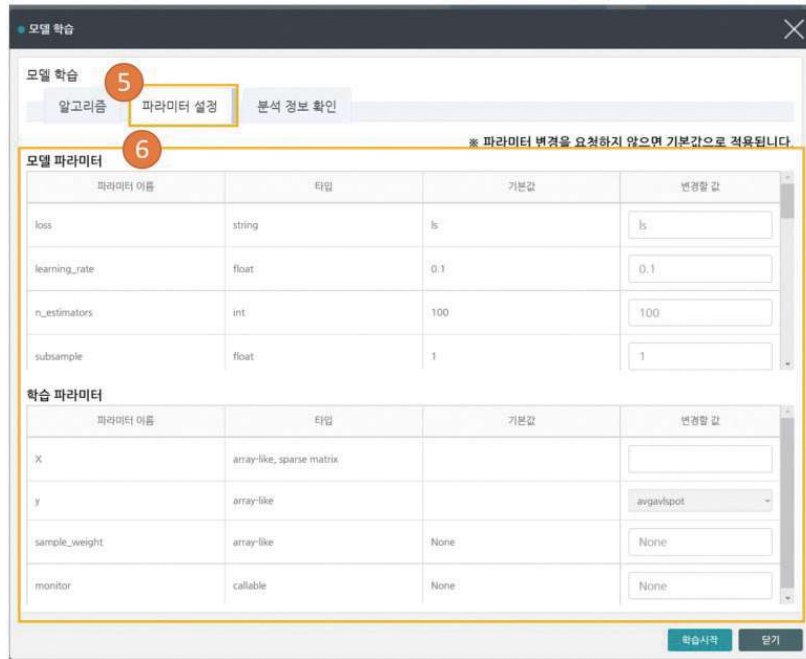 모델 학습
모델 학습
5
알고리즘 파라미터 설정 분석 정보 확인
※ 파라미터 변경을 요청하지 않으면 기본값으로 적용됩니다.
6
모델 파라미터
파라미터 이름 타입 기본값 변경할 값
loss string ls ls
learning_rate float 0.1 0.1
n_estimators int 100 100
subsample float 1 1
학습 파라미터
파라미터 이름 타입 기본값 변경할 값
X array-like, sparse matrix
y array-like avgavlspot
sample_weight array-like None None
monitor callable None None
학습시작 닫기